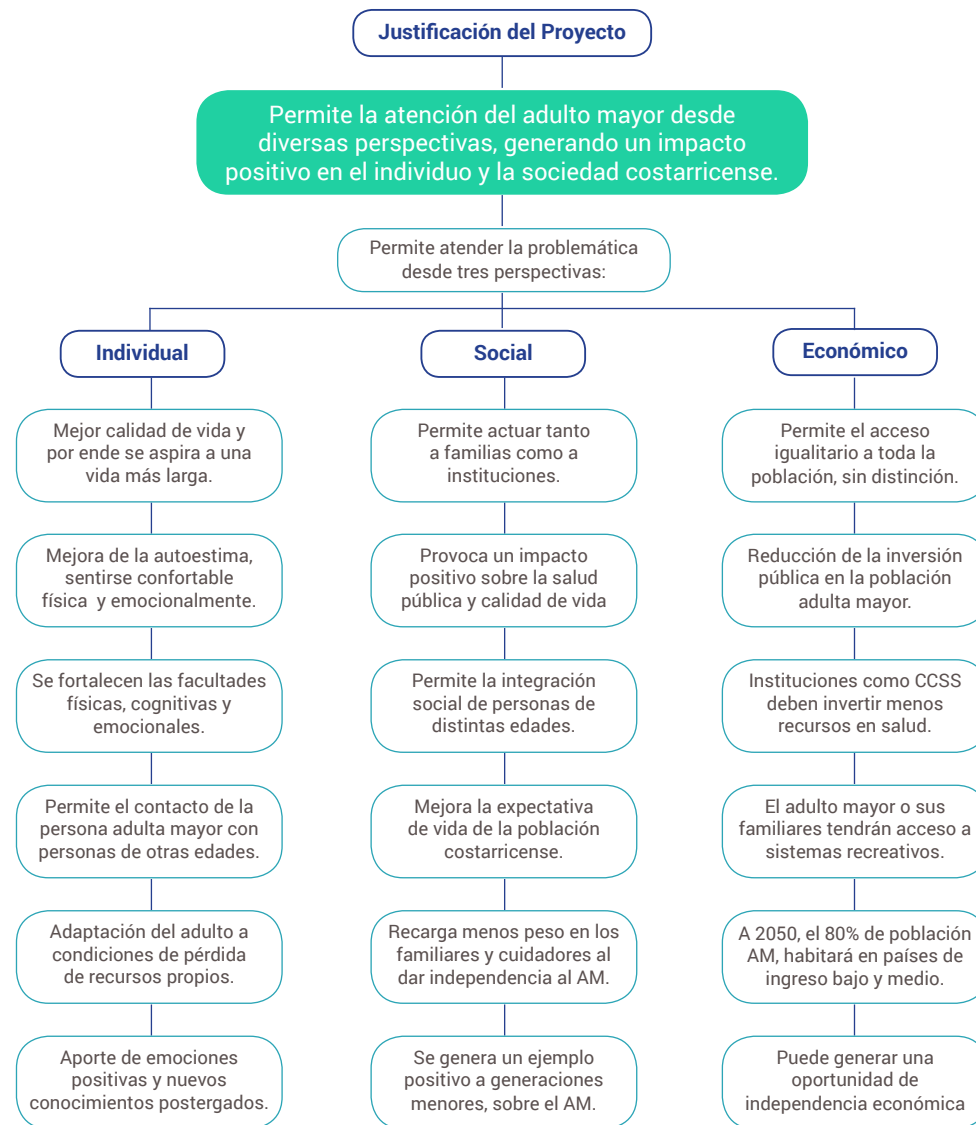 Justificación del Proyecto
Permite la atención del adulto mayor desde
diversas perspectivas, generando un impacto
positivo en el individuo y la sociedad costarricense.
Permite atender la problemática
desde tres perspectivas:
Individual
Mejor calidad de vida y
por ende se aspira a una
vida más larga.
Mejora de la autoestima,
sentirse confortable
física y emocionalmente.
Se fortalecen las facultades
físicas, cognitivas y
emocionales.
Permite el contacto de la
persona adulta mayor con
personas de otras edades.
Adaptación del adulto a
condiciones de pérdida
de recursos propios.
Aporte de emociones
positivas y nuevos
conocimientos postergados.
Social
Permite actuar tanto
a familias como a
instituciones.
Provoca un impacto
positivo sobre la salud
pública y calidad de vida
Permite la integración
social de personas de
distintas edades.
Mejora la expectativa
de vida de la población
costarricense.
Recarga menos peso en los
familiares y cuidadores al
dar independencia al AM.
Se genera un ejemplo
positivo a generaciones
menores, sobre el AM.
Económico
Permite el acceso
igualitario a toda la
población, sin distinción.
Reducción de la inversión
pública en la población
adulta mayor.
Instituciones como CCSS
deben invertir menos
recursos en salud.
El adulto mayor o sus
familiares tendrán acceso a
sistemas recreativos.
A 2050, el 80% de población
AM, habitará en países de
ingreso bajo y medio.
Puede generar una
oportunidad de
independencia económica